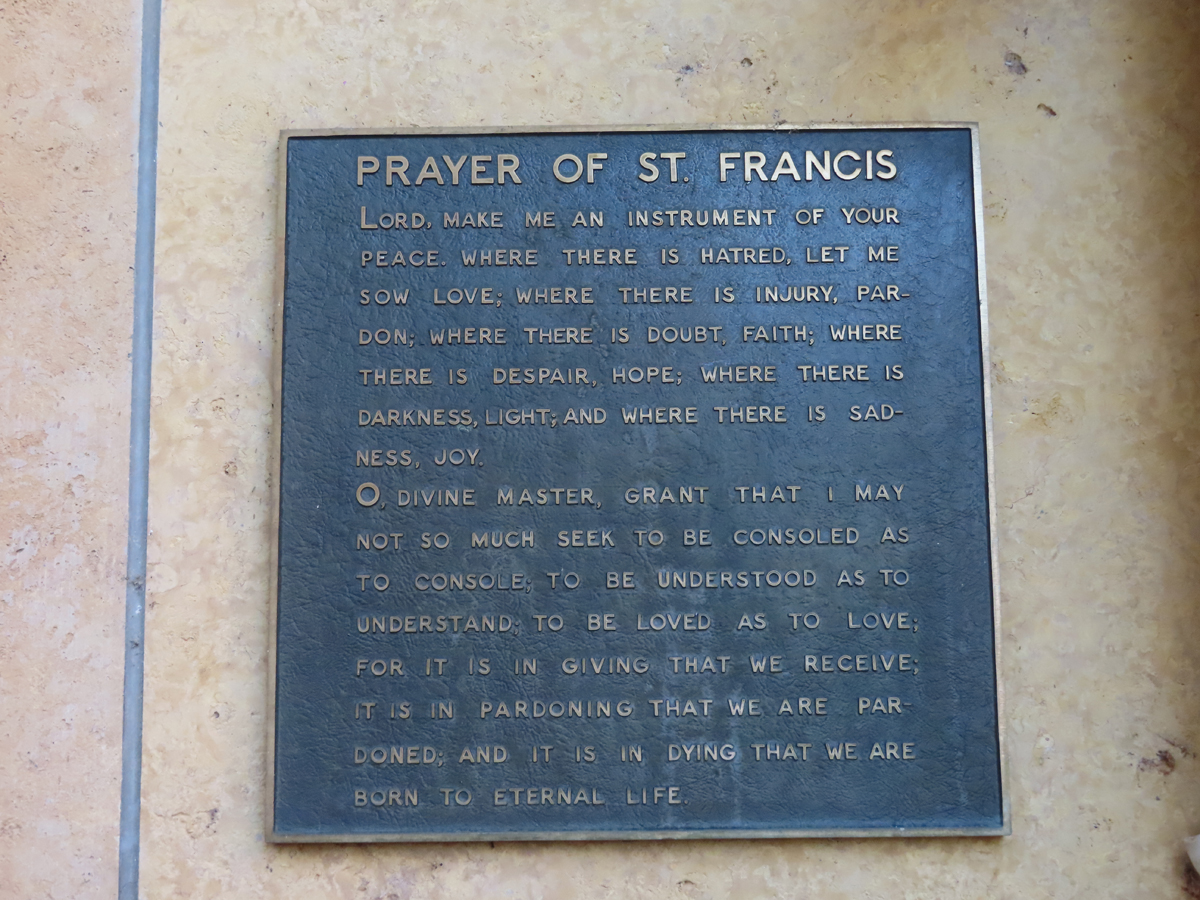 PRAYER OF ST. FRANCIS
LORD, MAKE ME AN INSTRUMENT OF YOUR
PEACE. WHERE THERE IS HATRED, LET ME
SOW LOVE; WHERE THERE IS INJURY, PAR-
DON; WHERE THERE IS DOUBT, FAITH; WHERE
THERE IS DESPAIR, HOPE; WHERE THERE IS
DARKNESS, LIGHT; AND WHERE THERE IS SAD-
NESS, JOY.
O, DIVINE MASTER, GRANT THAT I MAY
NOT SO MUCH SEEK TO BE CONSOLED AS
TO CONSOLE; TO BE UNDERSTOOD AS TO
UNDERSTAND; TO BE LOVED AS TO LOVE;
FOR IT IS IN GIVING THAT WE RECEIVE;
IT IS IN PARDONING THAT WE ARE PAR-
DONED; AND IT IS IN DYING THAT WE ARE
BORN TO ETERNAL LIFE.